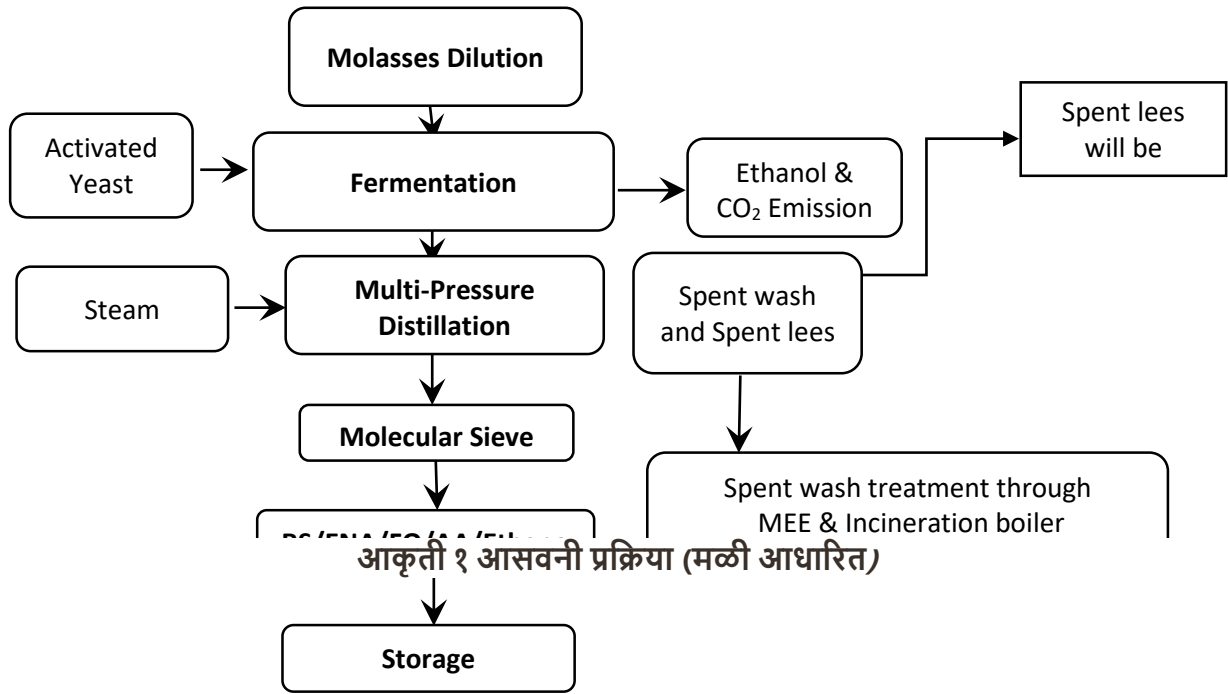 Molasses Dilution
Spent lees
will be
Activated
Yeast
Fermentation
Ethanol &
CO₂ Emission
Steam
Multi-Pressure
Distillation
Spent wash
and Spent lees
Molecular Sieve
Spent wash treatment through
MEE & Incineration boiler
आकृती १ आसवनी प्रक्रिया (मळी आधारित)
Storage